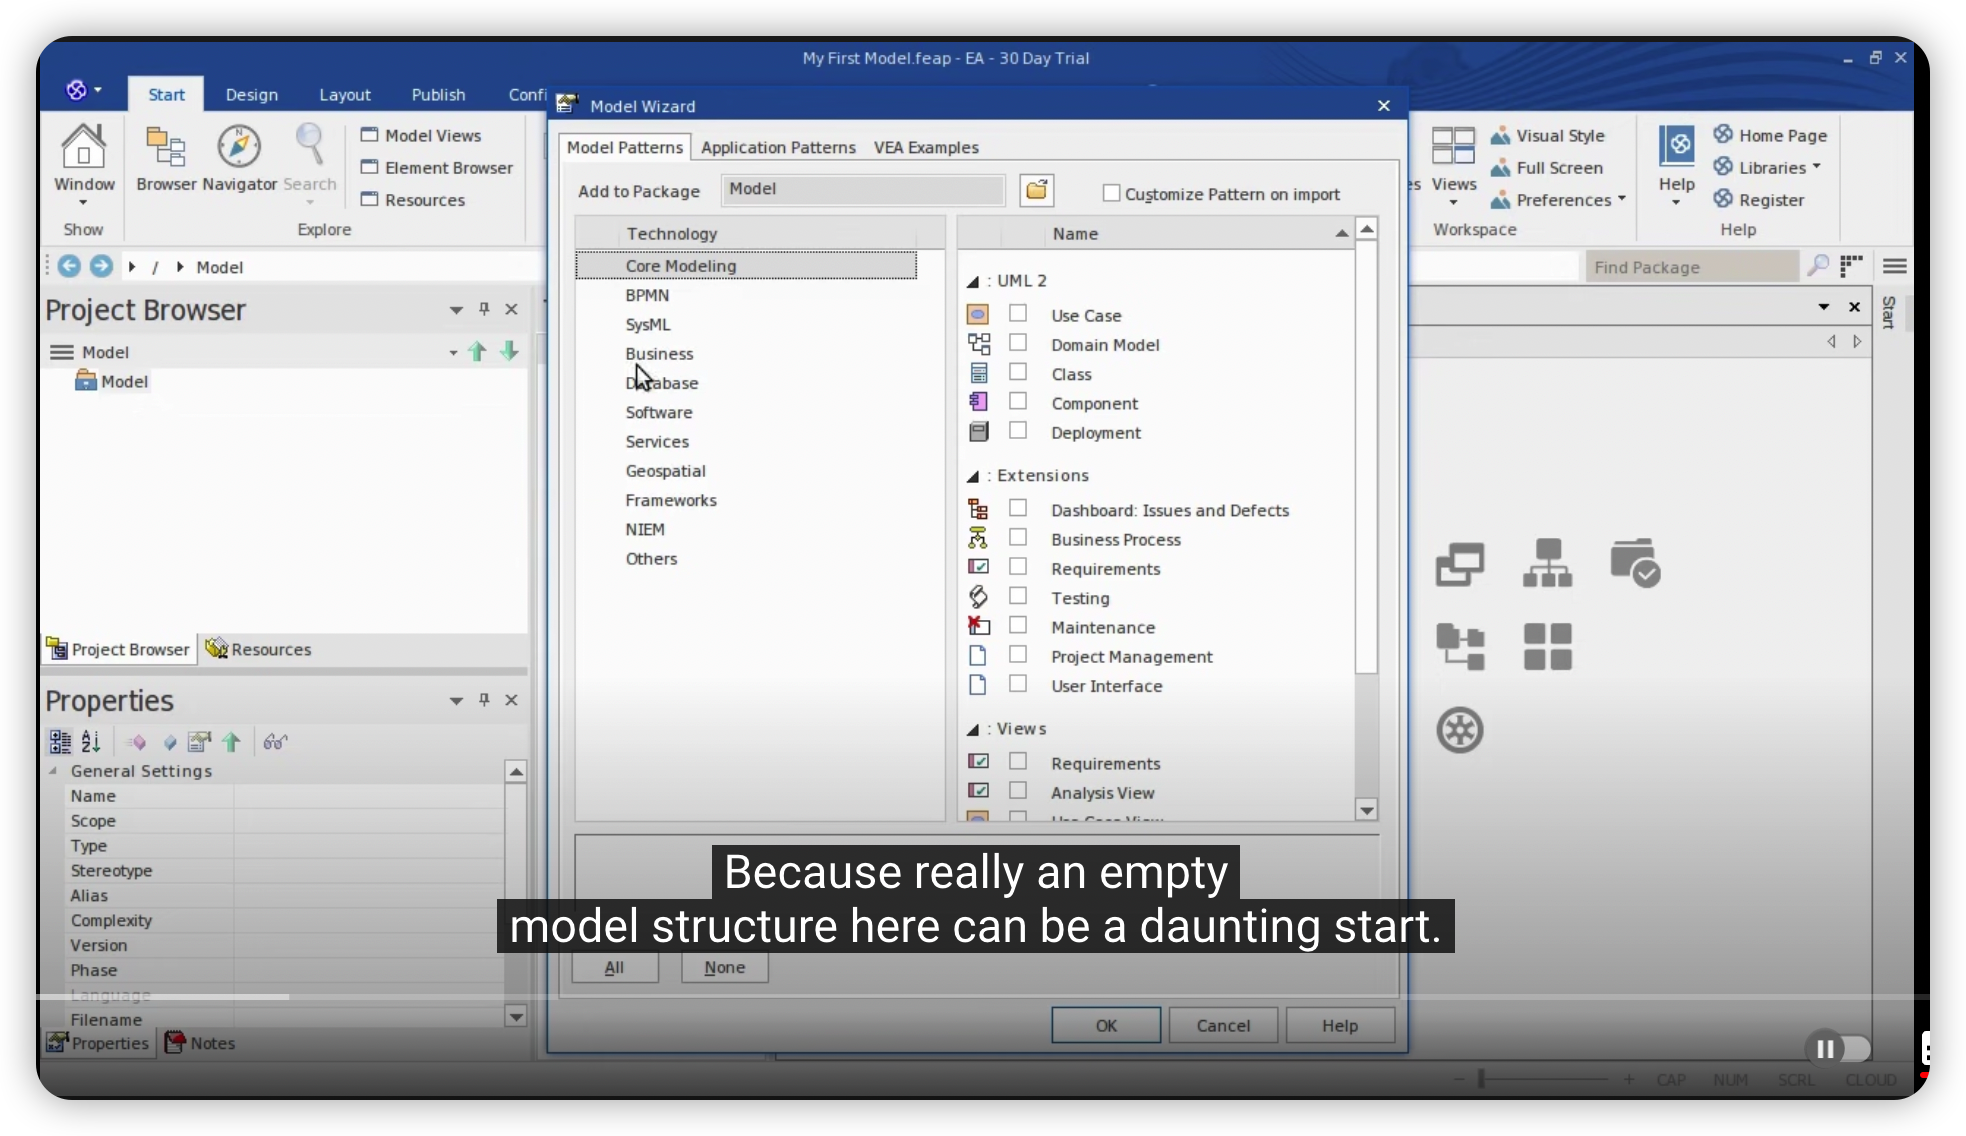 My First Model.feap - EA - 30 Day Trial
Start Design Layout Publish Confi
Window
Show
Browser Navigator Search
Model Views
Element Browser
Resources
Explore
Views
Visual Style
Full Screen
Preferences
Workspace
Help
Home Page
Libraries
Register
Help
/ Model
Find Package
Start
Project Browser
Model
Model
Project Browser Resources
Properties
General Settings
Name
Scope
Type
Stereotype
Alias
Complexity
Version
Phase
Language
Filename
Properties Notes
Model Wizard
Model Patterns Application Patterns VEA Examples
Add to Package Model Customize Pattern on import
Technology
Core Modeling
BPMN
SysML
Business
Database
Software
Services
Geospatial
Frameworks
NIEM
Others
Name
: UML 2
Use Case
Domain Model
Class
Component
Deployment
: Extensions
Dashboard: Issues and Defects
Business Process
Requirements
Testing
Maintenance
Project Management
User Interface
: Views
Requirements
Analysis View
Use Case View
Because really an empty
model structure here can be a daunting start.
All None
OK Cancel Help
CAP NUM SCRL CLOUD